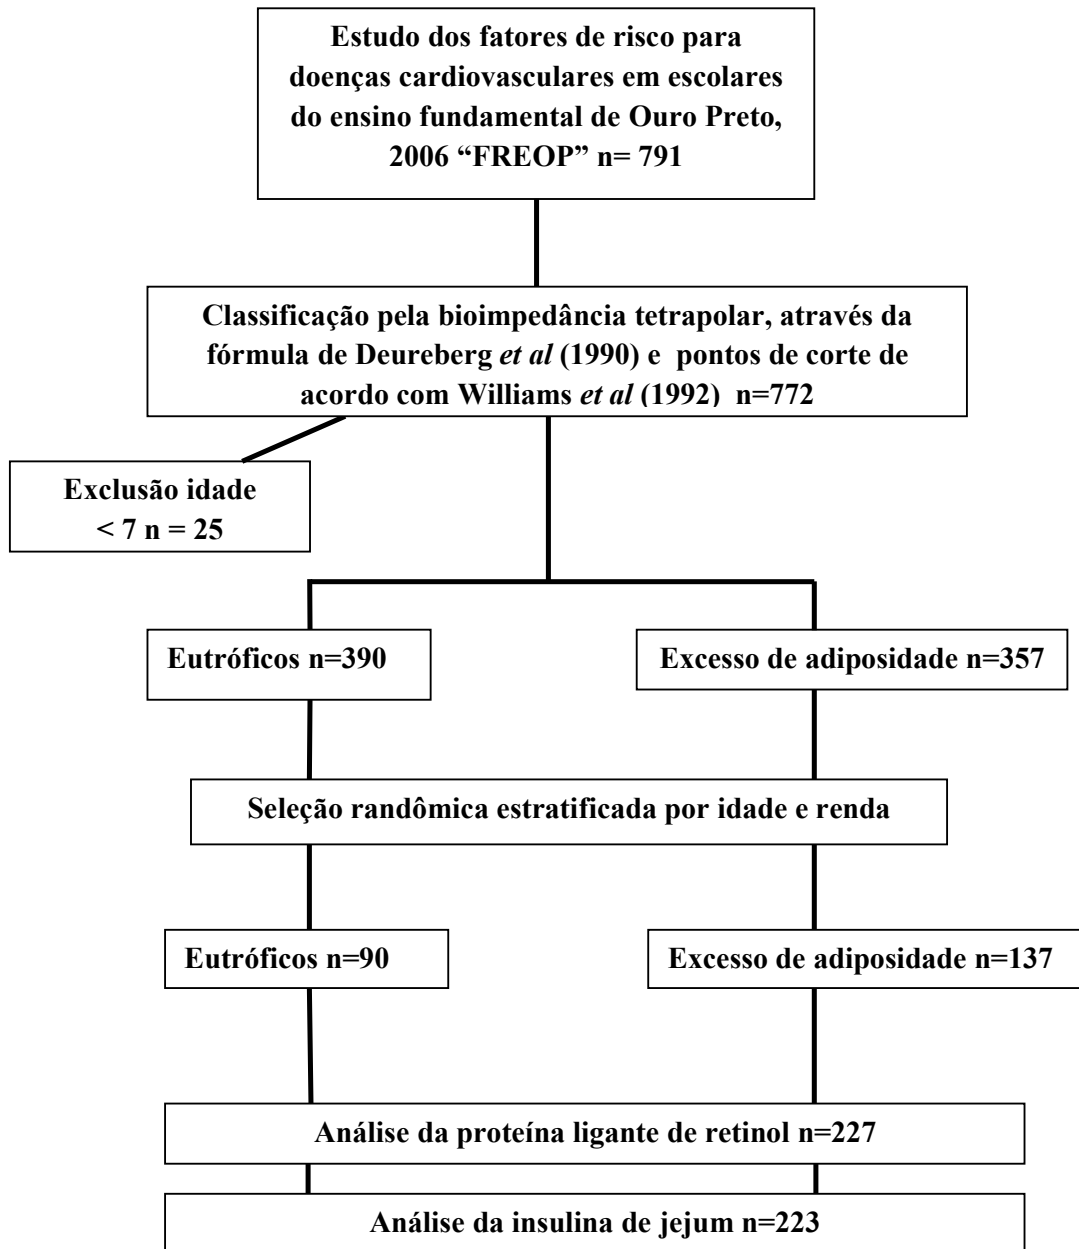 Estudo dos fatores de risco para
doenças cardiovasculares em escolares
do ensino fundamental de Ouro Preto,
2006 “FREOP” n= 791
Classificação pela bioimpedância tetrapolar, através da
fórmula de Deureberg et al (1990) e pontos de corte de
acordo com Williams et al (1992) n=772
Exclusão idade
< 7 n = 25
Eutróficos n=390
Excesso de adiposidade n=357
Seleção randômica estratificada por idade e renda
Eutróficos n=90
Excesso de adiposidade n=137
Análise da proteína ligante de retinol n=227
Análise da insulina de jejum n=223